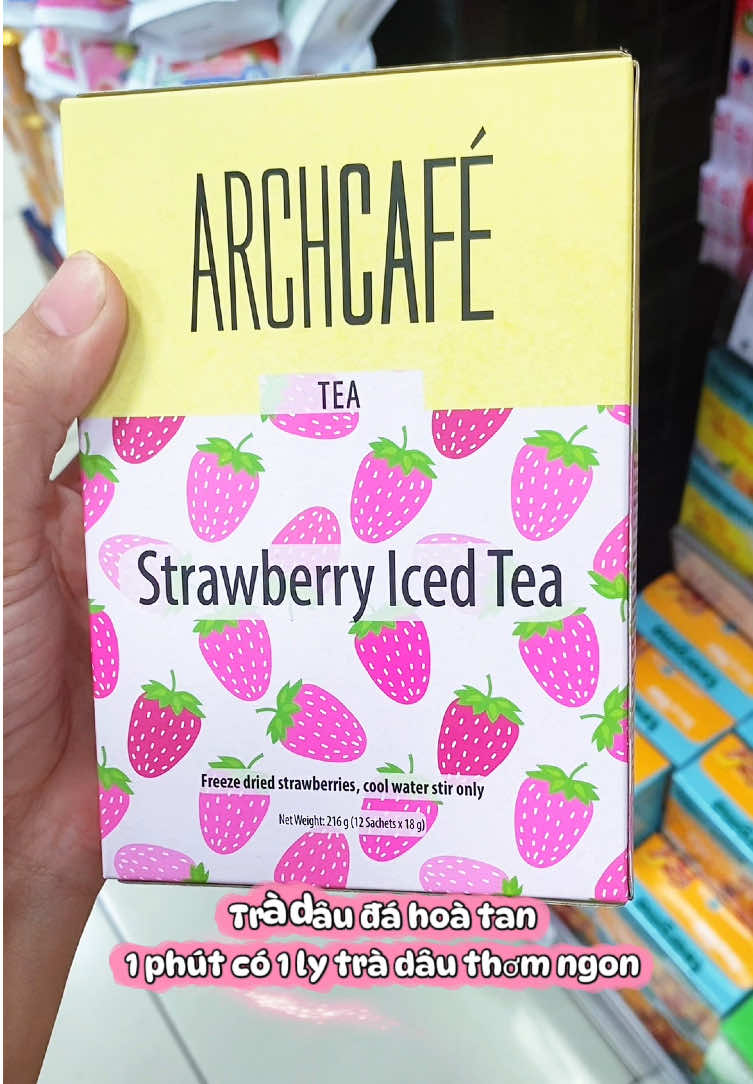 ARCHCAFÉ
TEA
Strawberry Iced Tea
Freeze dried strawberries, cool water stir only
Net Weight: 216 g (12 Sachets x 18 g)
Trà dâu đá hoà tan
1 phút có 1 ly trà dâu thơm ngon